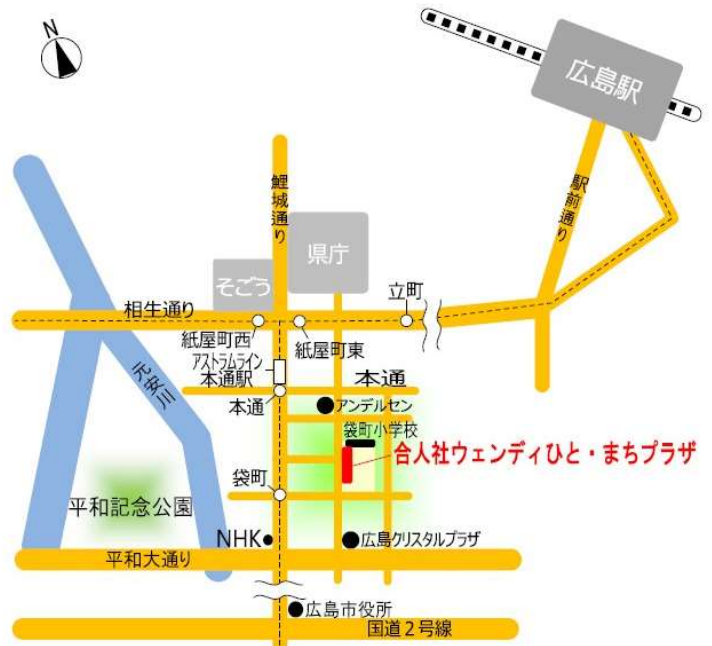 N
広島駅
駅前通り
鯉城通り
県庁
そごう
立町
相生通り
紙屋町西
紙屋町東
アストラムライン
本通駅
本通
本通
元安川
アンデルセン
袋町小学校
合人社ウェンディひと・まちプラザ
袋町
平和記念公園
NHK
広島クリスタルプラザ
平和大通り
広島市役所
国道2号線